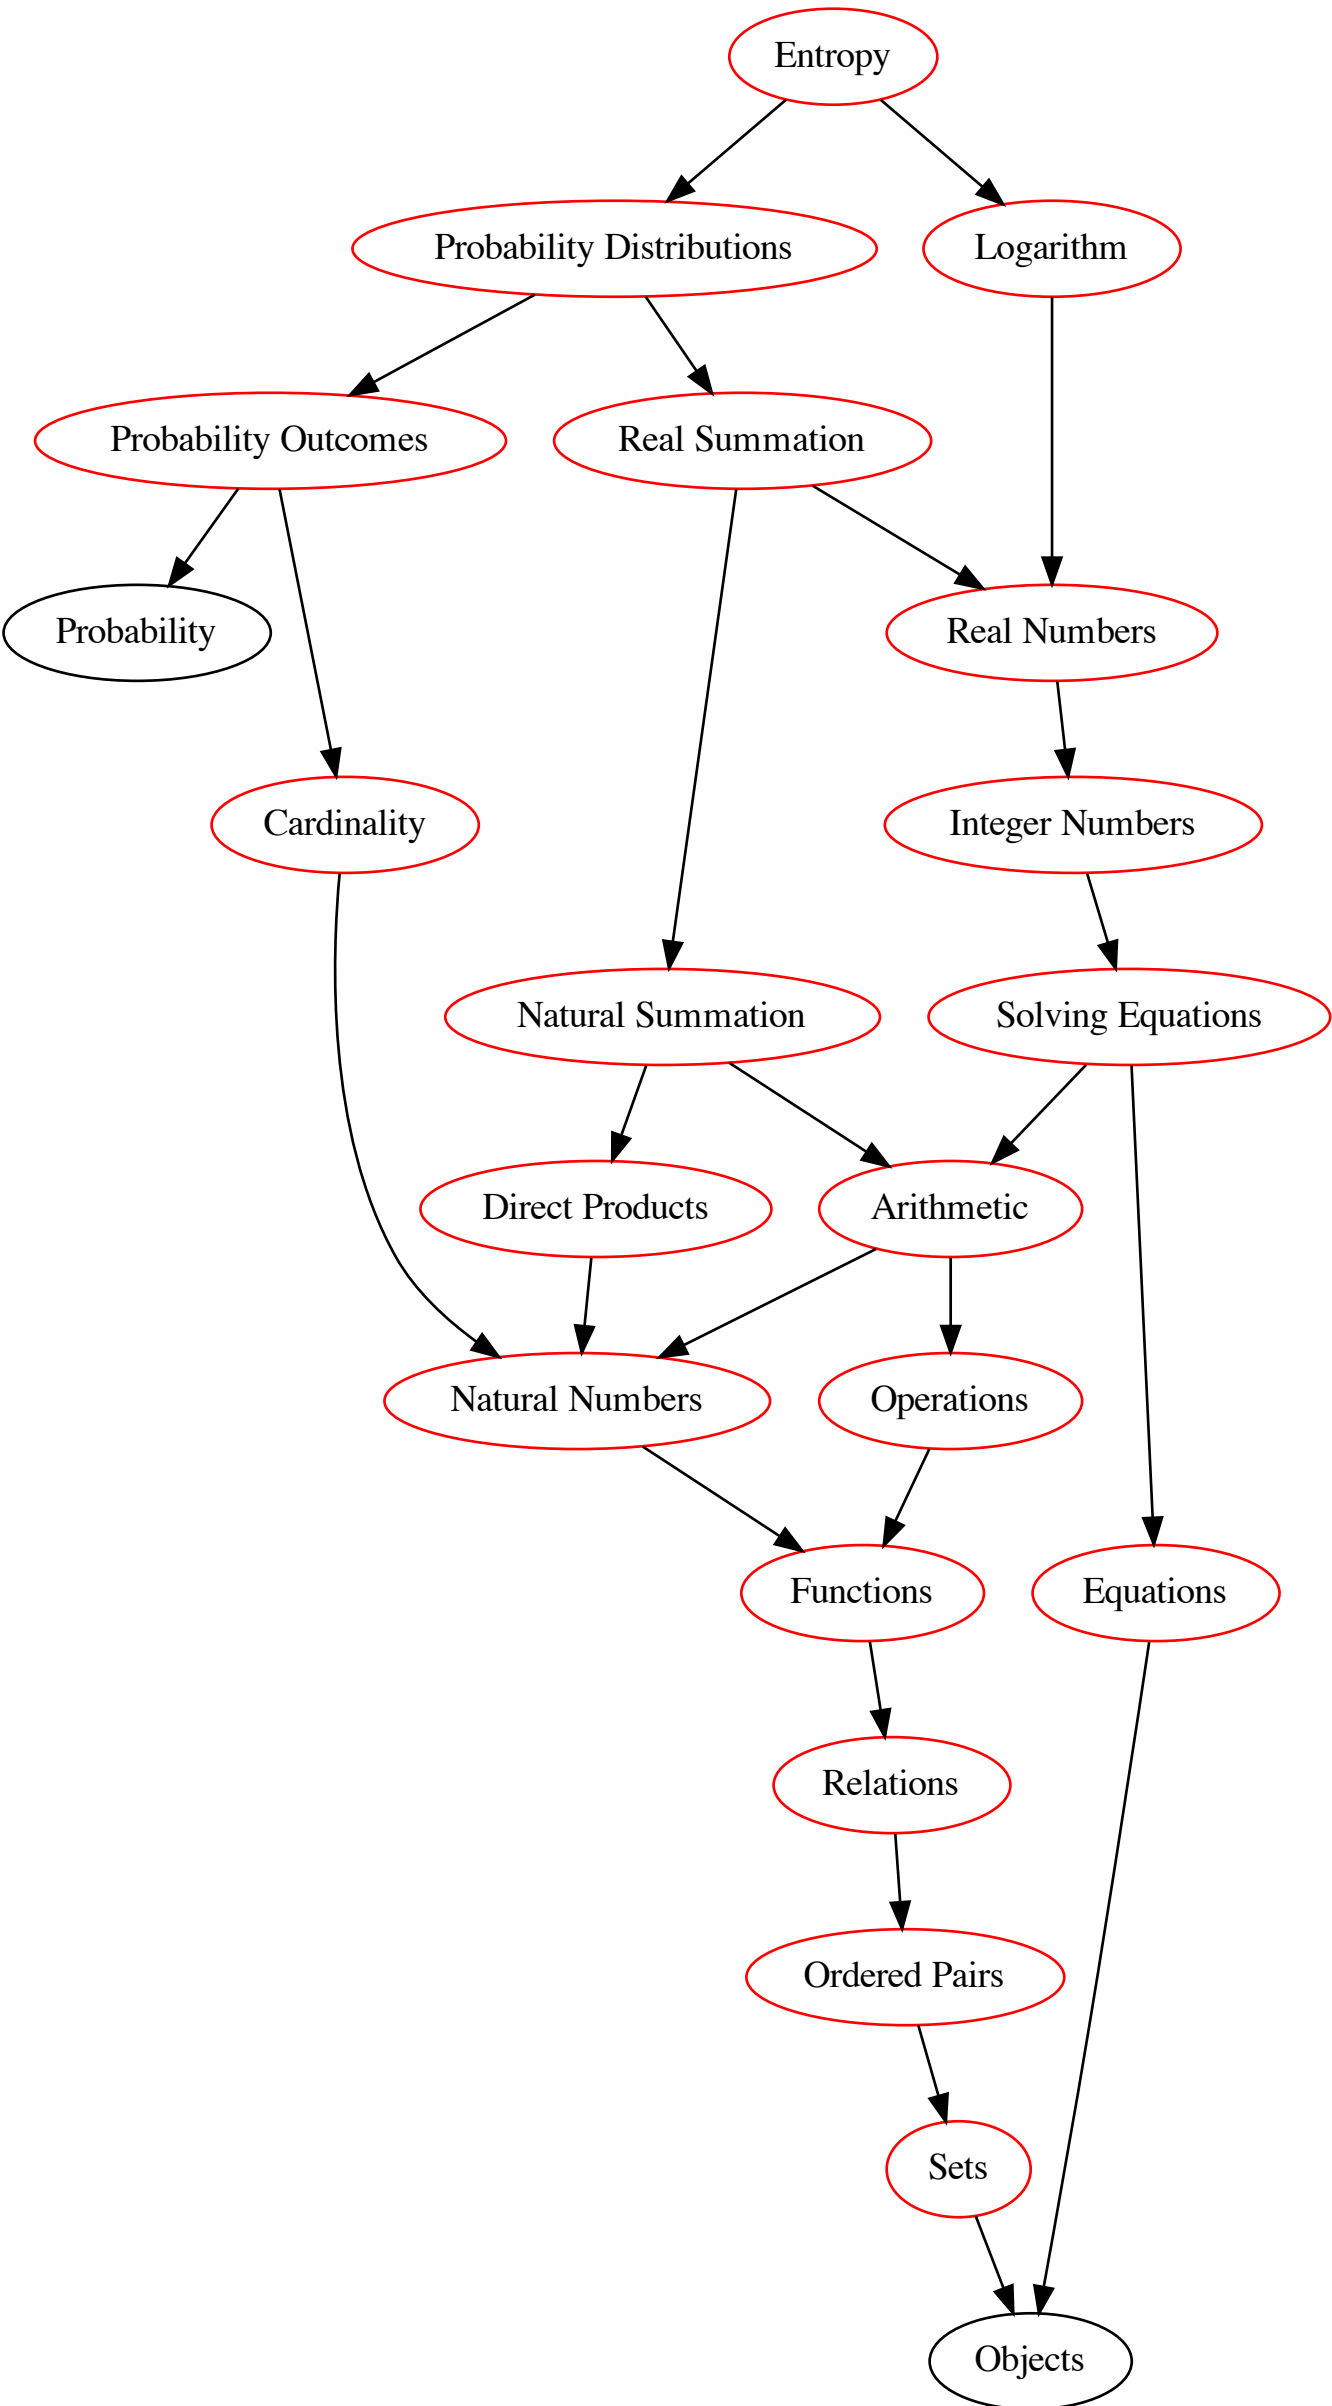 Entropy
Probability Distributions
Logarithm
Probability Outcomes
Real Summation
Probability
Real Numbers
Cardinality
Integer Numbers
Natural Summation
Solving Equations
Direct Products
Arithmetic
Natural Numbers
Operations
Functions
Equations
Relations
Ordered Pairs
Sets
Objects